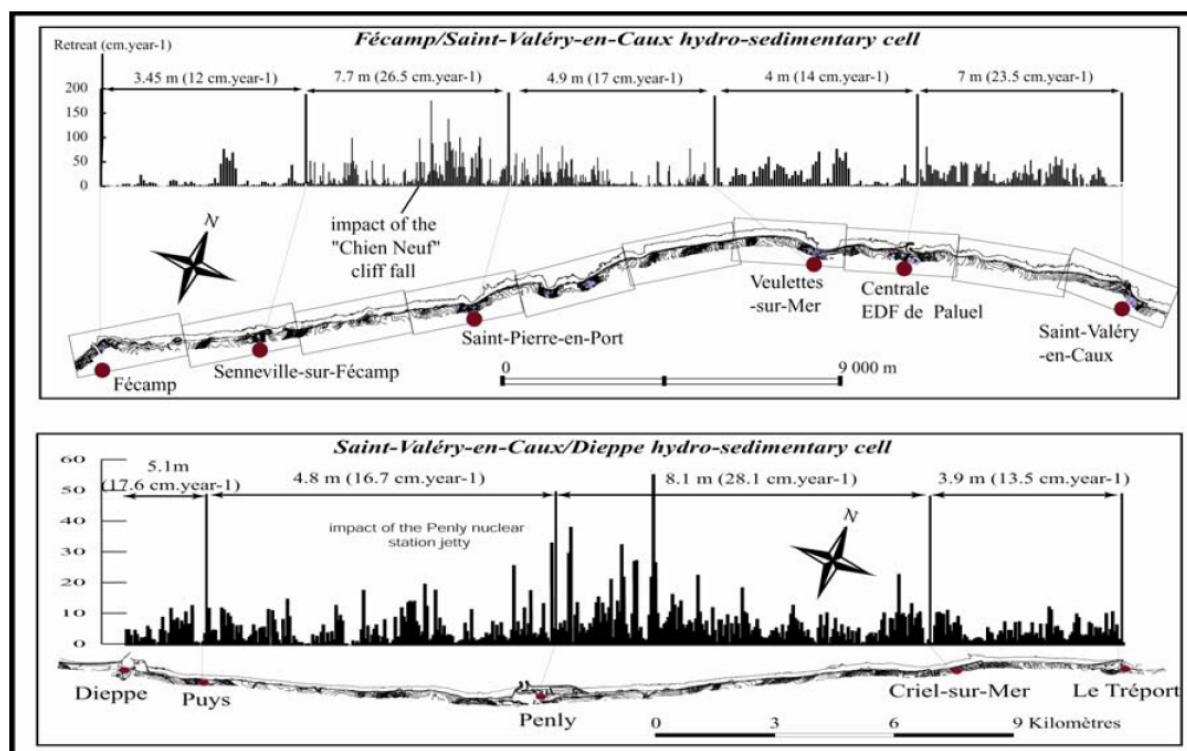 Fécamp/Saint-Valéry-en-Caux hydro-sedimentary cell
Retreat (cm.year-1)
3.45 m (12 cm.year-1)
7.7 m (26.5 cm.year-1)
4.9 m (17 cm.year-1)
4 m (14 cm.year-1)
7 m (23.5 cm.year-1)
200
150
100
50
0
impact of the
"Chien Neuf"
cliff fall
N
Fécamp
Senneville-sur-Fécamp
Saint-Pierre-en-Port
Veulettes
-sur-Mer
Centrale
EDF de Paluel
Saint-Valéry
-en-Caux
0
9 000 m
Saint-Valéry-en-Caux/Dieppe hydro-sedimentary cell
60
50
40
30
20
10
0
5.1m
(17.6 cm.year-1)
4.8 m (16.7 cm.year-1)
8.1 m (28.1 cm.year-1)
3.9 m (13.5 cm.year-1)
impact of the Penly nuclear
station jetty
N
Dieppe
Puys
Penly
Criel-sur-Mer
Le Tréport
0 3 6 9 Kilomètres